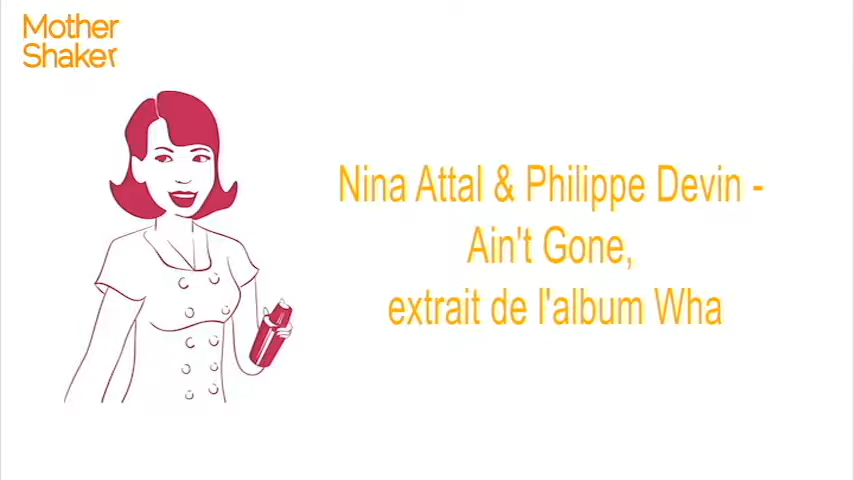 Mother
Shaker
Nina Attal & Philippe Devin -
Ain't Gone,
extrait de l'album Wha